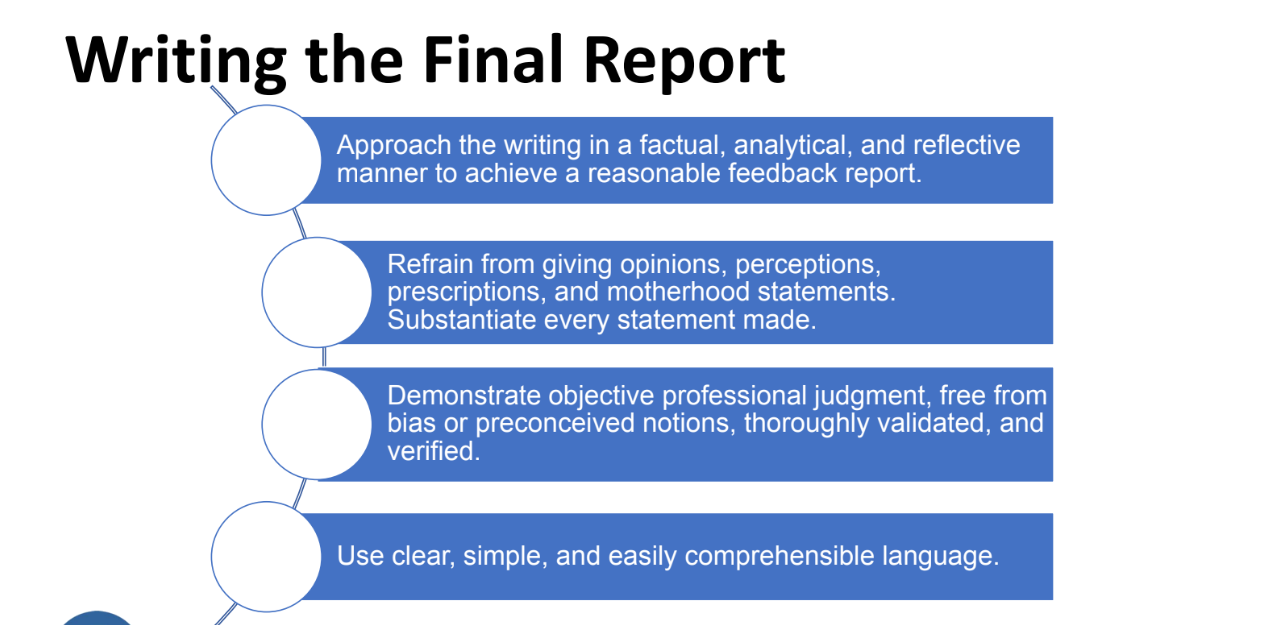 Writing the Final Report
Approach the writing in a factual, analytical, and reflective
manner to achieve a reasonable feedback report.
Refrain from giving opinions, perceptions,
prescriptions, and motherhood statements.
Substantiate every statement made.
Demonstrate objective professional judgment, free from
bias or preconceived notions, thoroughly validated, and
verified.
Use clear, simple, and easily comprehensible language.